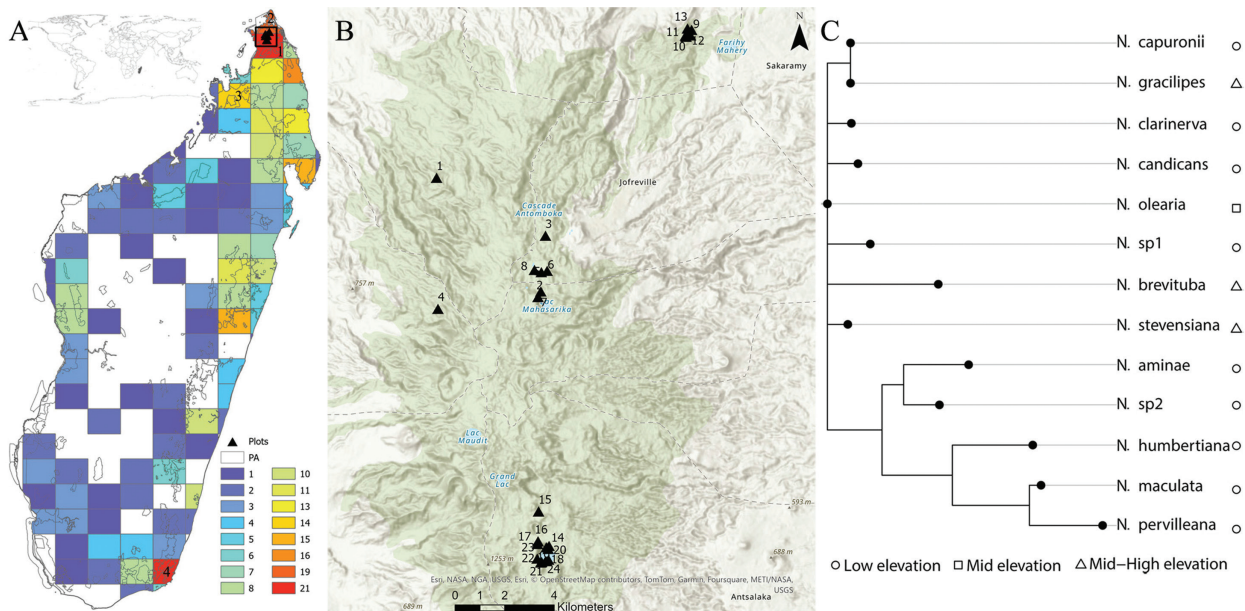 A
2
1
3
4
Plots
PA
1
2
3
4
5
6
7
8
10
11
13
14
15
16
19
21
B
N
13
9
11
10
12
Farihy
Mahery
Sakaramy
1
Jofreville
Cascade
Antomboka
3
8
6
2
7
Lac
Mahasarika
757 m
4
Lac
Maudit
Grand
Lac
593 m
15
16
17
14
23
20
22
18
21
24
1253 m
688 m
Esri, NASA, NGA, USGS, Esri, © OpenStreetMap contributors, TomTom, Garmin, Foursquare, METI/NASA,
USGS
Antsalaka
689 m
0 2 4
Kilometers
C
N. capuronii
N. gracilipes
N. clarinerva
N. candicans
N. olearia
N. sp1
N. brevituba
N. stevensiana
N. aminae
N. sp2
N. humbertiana
N. maculata
N. pervilleana
Low elevation Mid elevation Mid–High elevation